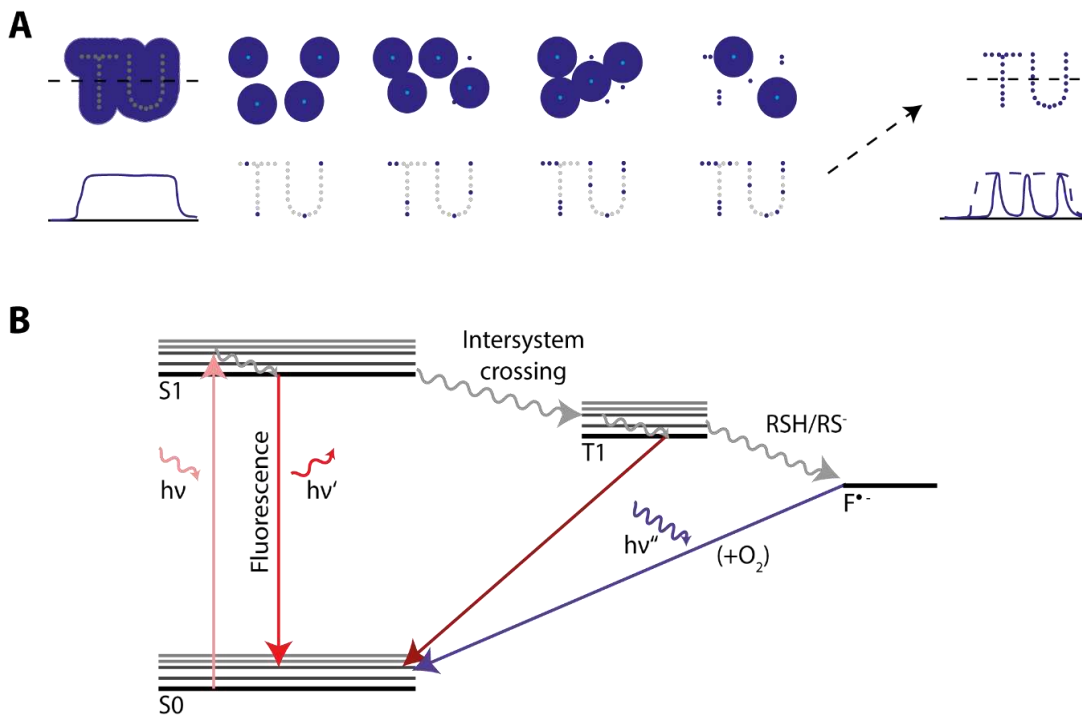 A
TU
TU
TU
TU
TU
TU
B
Intersystem
crossing
S1
T1
RSH/RS-
F•-
hν
Fluorescence
hν‘
hν“
(+O2)
S0